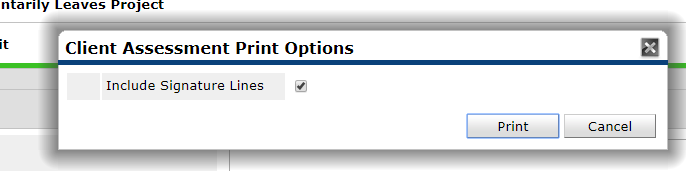 ntarily Leaves Project
it
Client Assessment Print Options
Include Signature Lines
Print Cancel